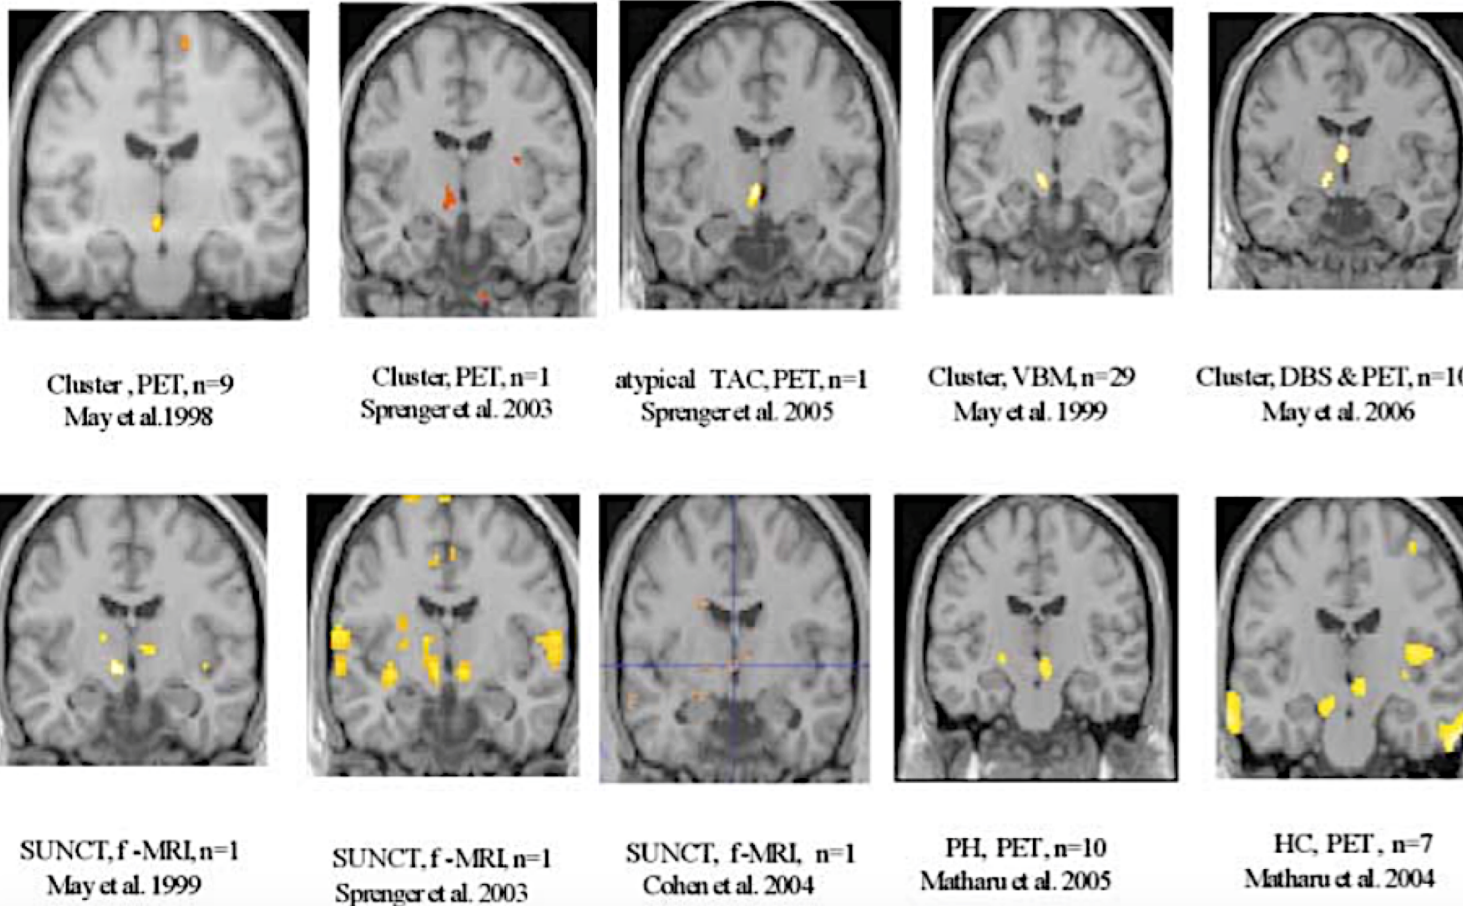 Cluster , PET, n=9
May et al.1998
Cluster, PET, n=1
Sprenger et al. 2003
atypical TAC, PET, n=1
Sprenger et al. 2005
Cluster, VBM, n=29
May et al. 1999
Cluster, DBS & PET, n=10
May et al. 2006
SUNCT, f -MRI, n=1
May et al. 1999
SUNCT, f -MRI, n=1
Sprenger et al. 2003
SUNCT, f-MRI, n=1
Cohen et al. 2004
PH, PET, n=10
Matharu et al. 2005
HC, PET , n=7
Matharu et al. 2004